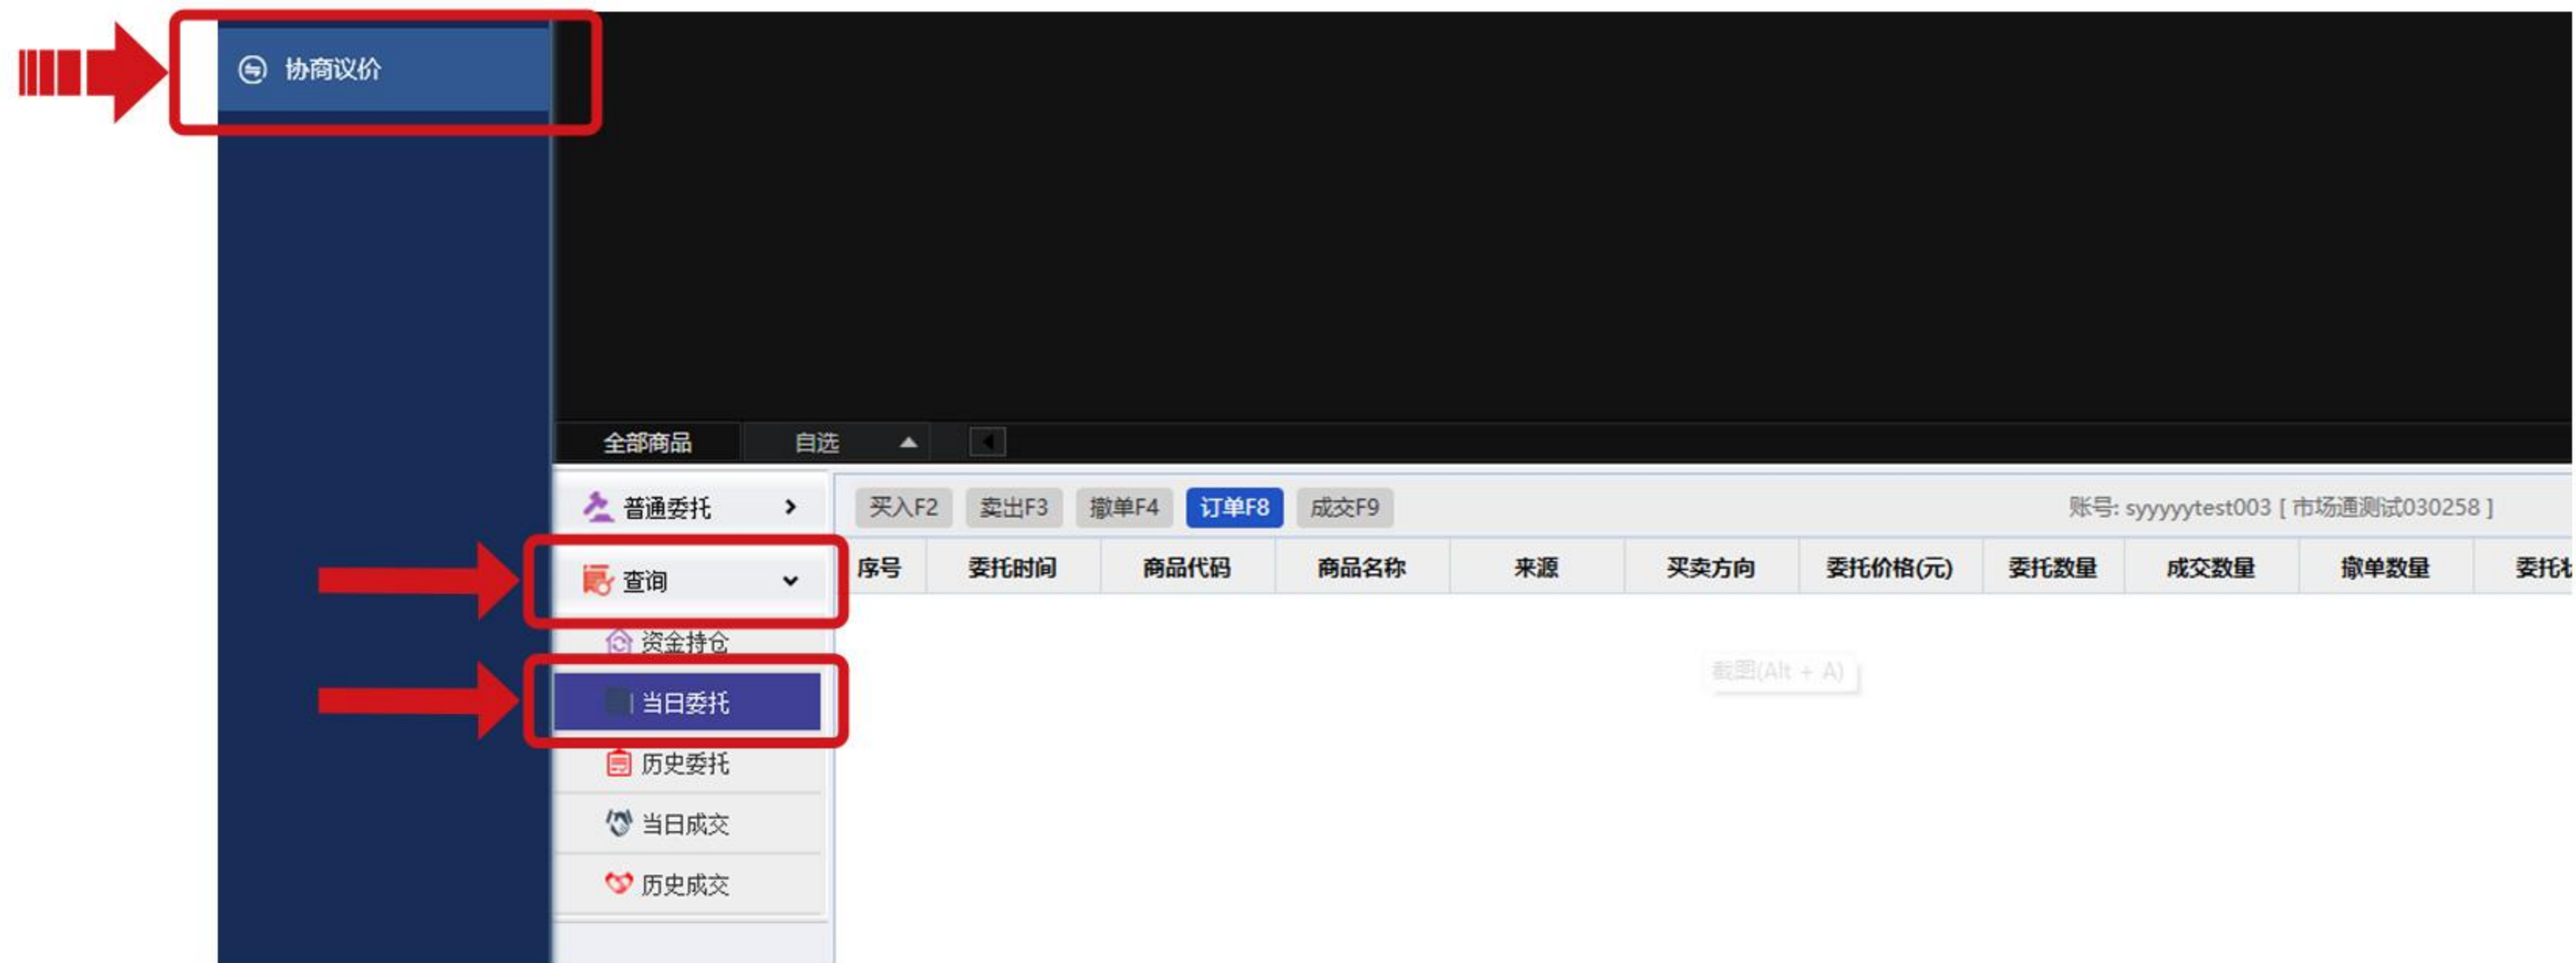 协商议价
全部商品 自选
普通委托 买入F2 卖出F3 撤单F4 订单F8 成交F9 账号: syyyyytest003 [ 市场通测试030258 ]
查询 序号 委托时间 商品代码 商品名称 来源 买卖方向 委托价格(元) 委托数量 成交数量 撤单数量 委托
资金持仓
截图(Alt + A)
当日委托
历史委托
当日成交
历史成交